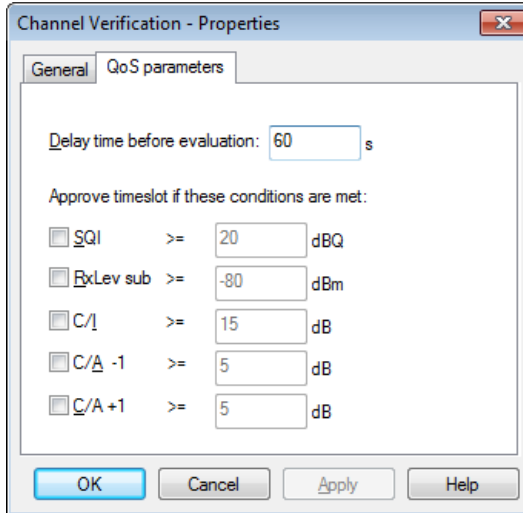 Channel Verification - Properties
General QoS parameters
Delay time before evaluation: 60 s
Approve timeslot if these conditions are met:
SQI >= 20 dBQ
RxLev sub >= -80 dBm
C/I >= 15 dB
C/A -1 >= 5 dB
C/A +1 >= 5 dB
OK Cancel Apply Help